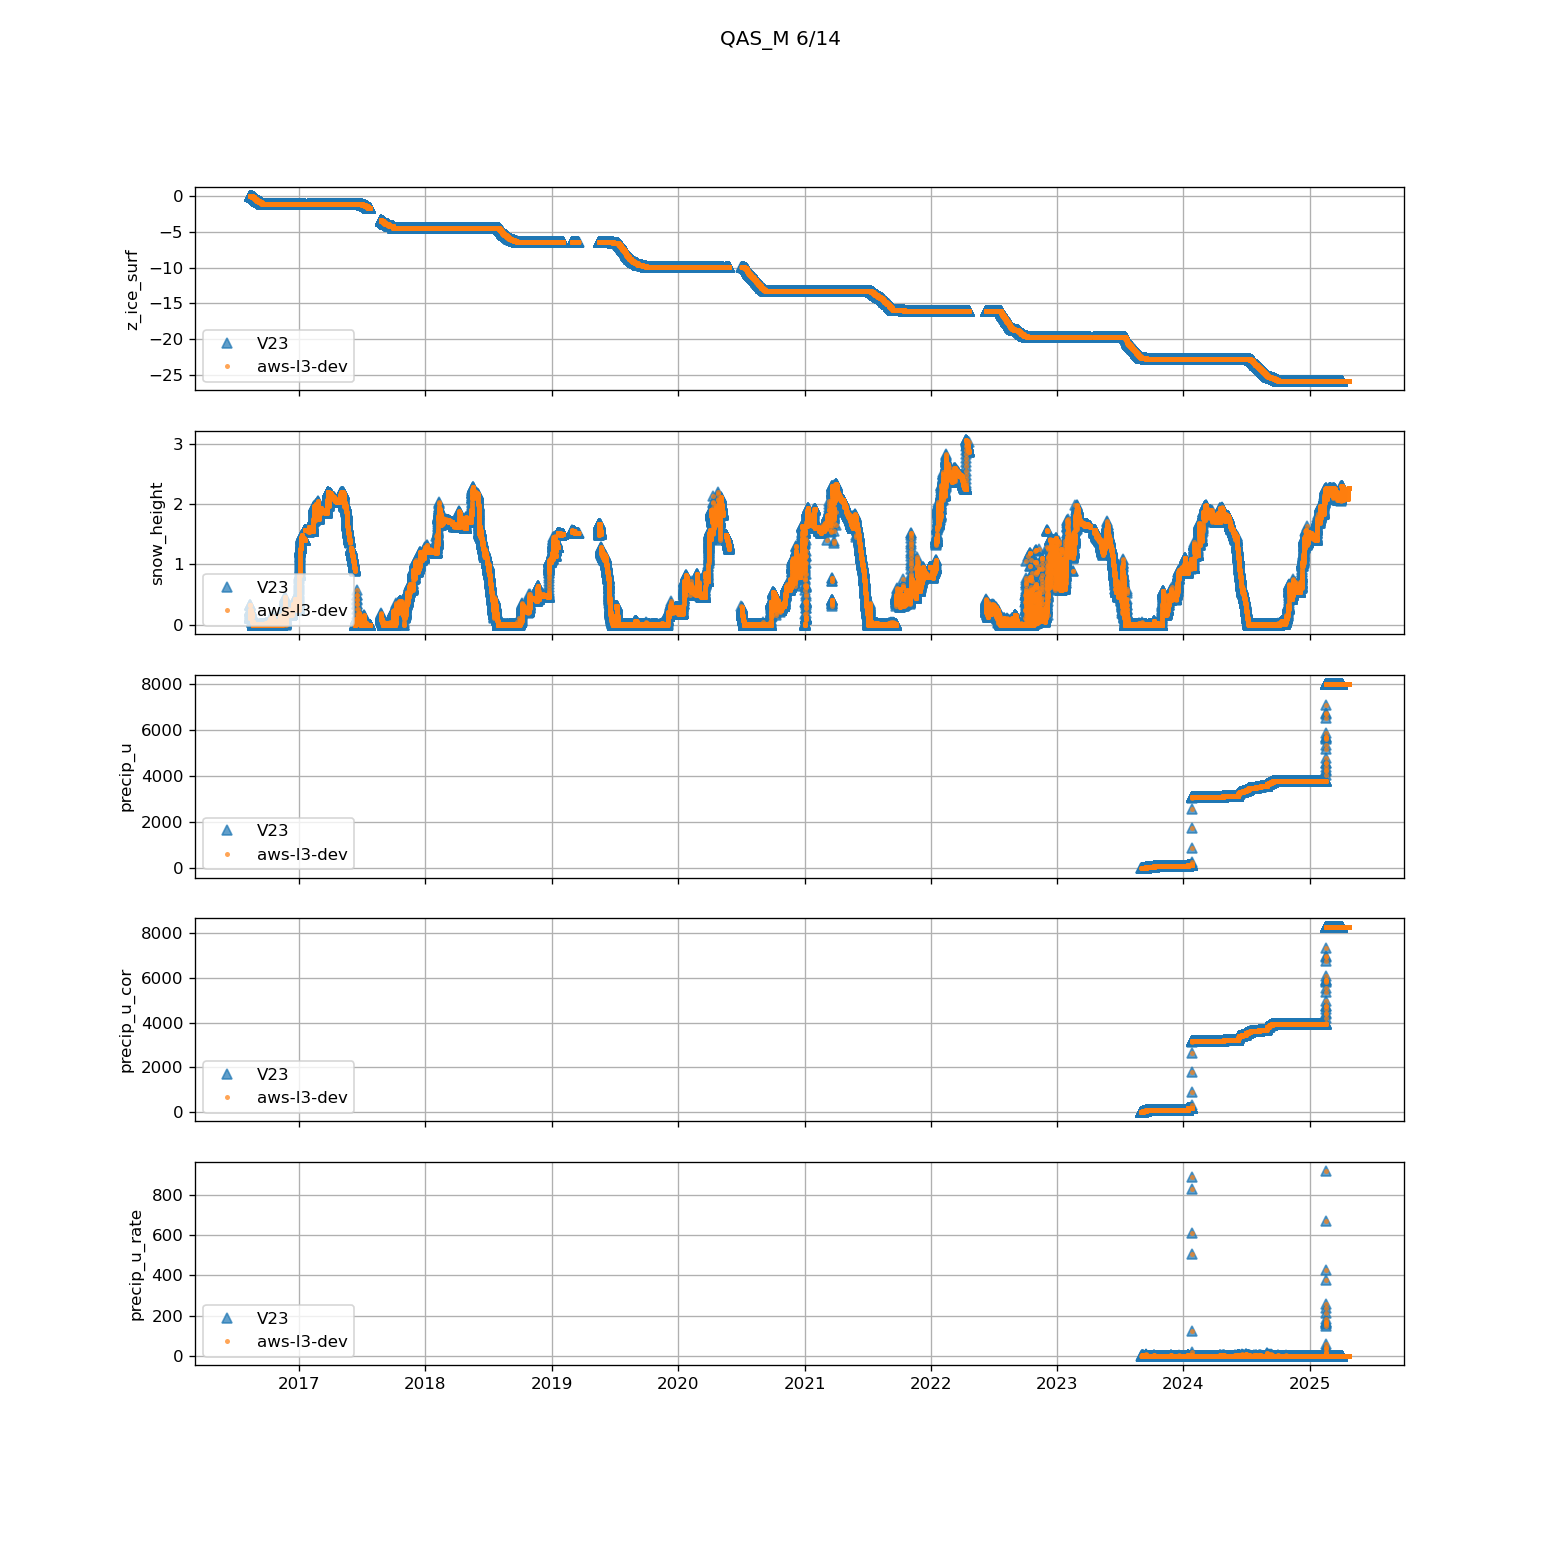 QAS_M 6/14
z_ice_surf
0
−5
−10
−15
−20
−25
V23
aws-l3-dev
snow_height
3
2
1
0
V23
aws-l3-dev
precip_u
8000
6000
4000
2000
0
V23
aws-l3-dev
precip_u_cor
8000
6000
4000
2000
0
V23
aws-l3-dev
precip_u_rate
800
600
400
200
0
V23
aws-l3-dev
2017 2018 2019 2020 2021 2022 2023 2024 2025